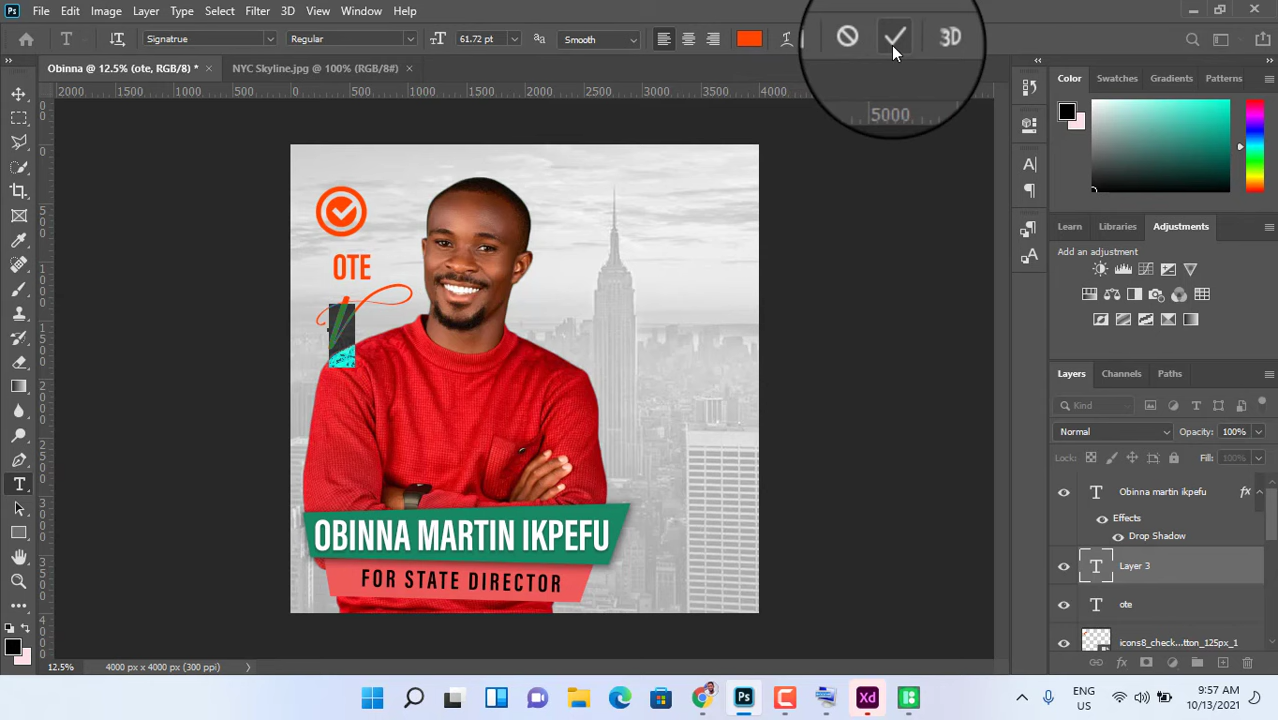 Ps File Edit Image Layer Type Select Filter 3D View Window Help
T Signatrue Regular 61.72 pt aa Smooth 3D
Obinna @ 12.5% (ote, RGB/8) * × NYC Skyline.jpg @ 100% (RGB/8#) ×
2000 1500 1000 500 0 500 1000 1500 2000 2500 3000 3500 4000 5000
Color Swatches Gradients Patterns
Learn Libraries Adjustments
Add an adjustment
OTE
V
OBINNA MARTIN IKPEFU
FOR STATE DIRECTOR
Layers Channels Paths
Kind
Normal Opacity: 100%
Lock: Fill: 100%
T Obinna martin ikpefu fx
Effects
Drop Shadow
T Layer 3
T ote
icons8_check...tton_125px_1
12.5% 4000 px x 4000 px (300 ppi)
Ps Xd
ENG
US
9:57 AM
10/13/2021